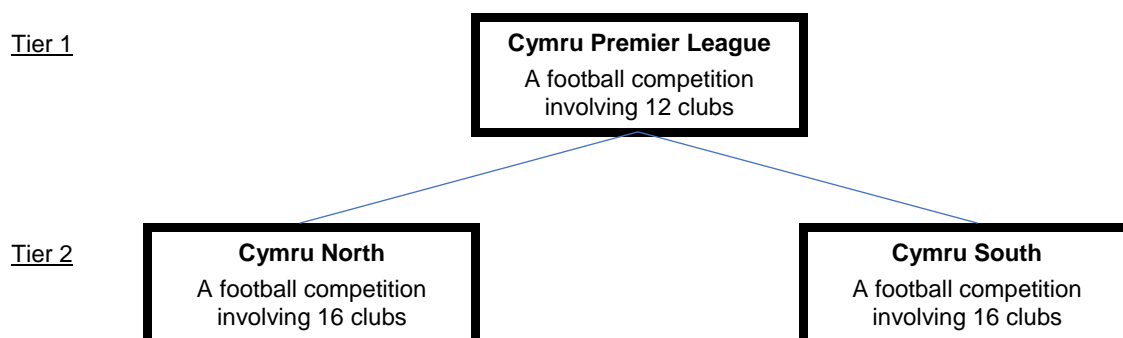 Tier 1
Cymru Premier League
A football competition
involving 12 clubs
Tier 2
Cymru North
A football competition
involving 16 clubs
Cymru South
A football competition
involving 16 clubs